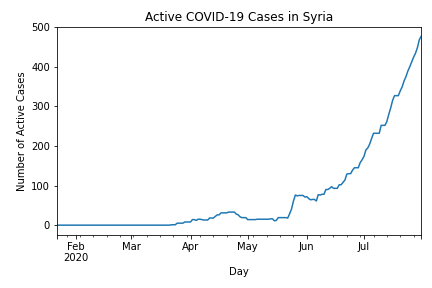 Active COVID-19 Cases in Syria
500
400
300
200
100
0
Number of Active Cases
Feb Mar Apr May Jun Jul
2020
Day